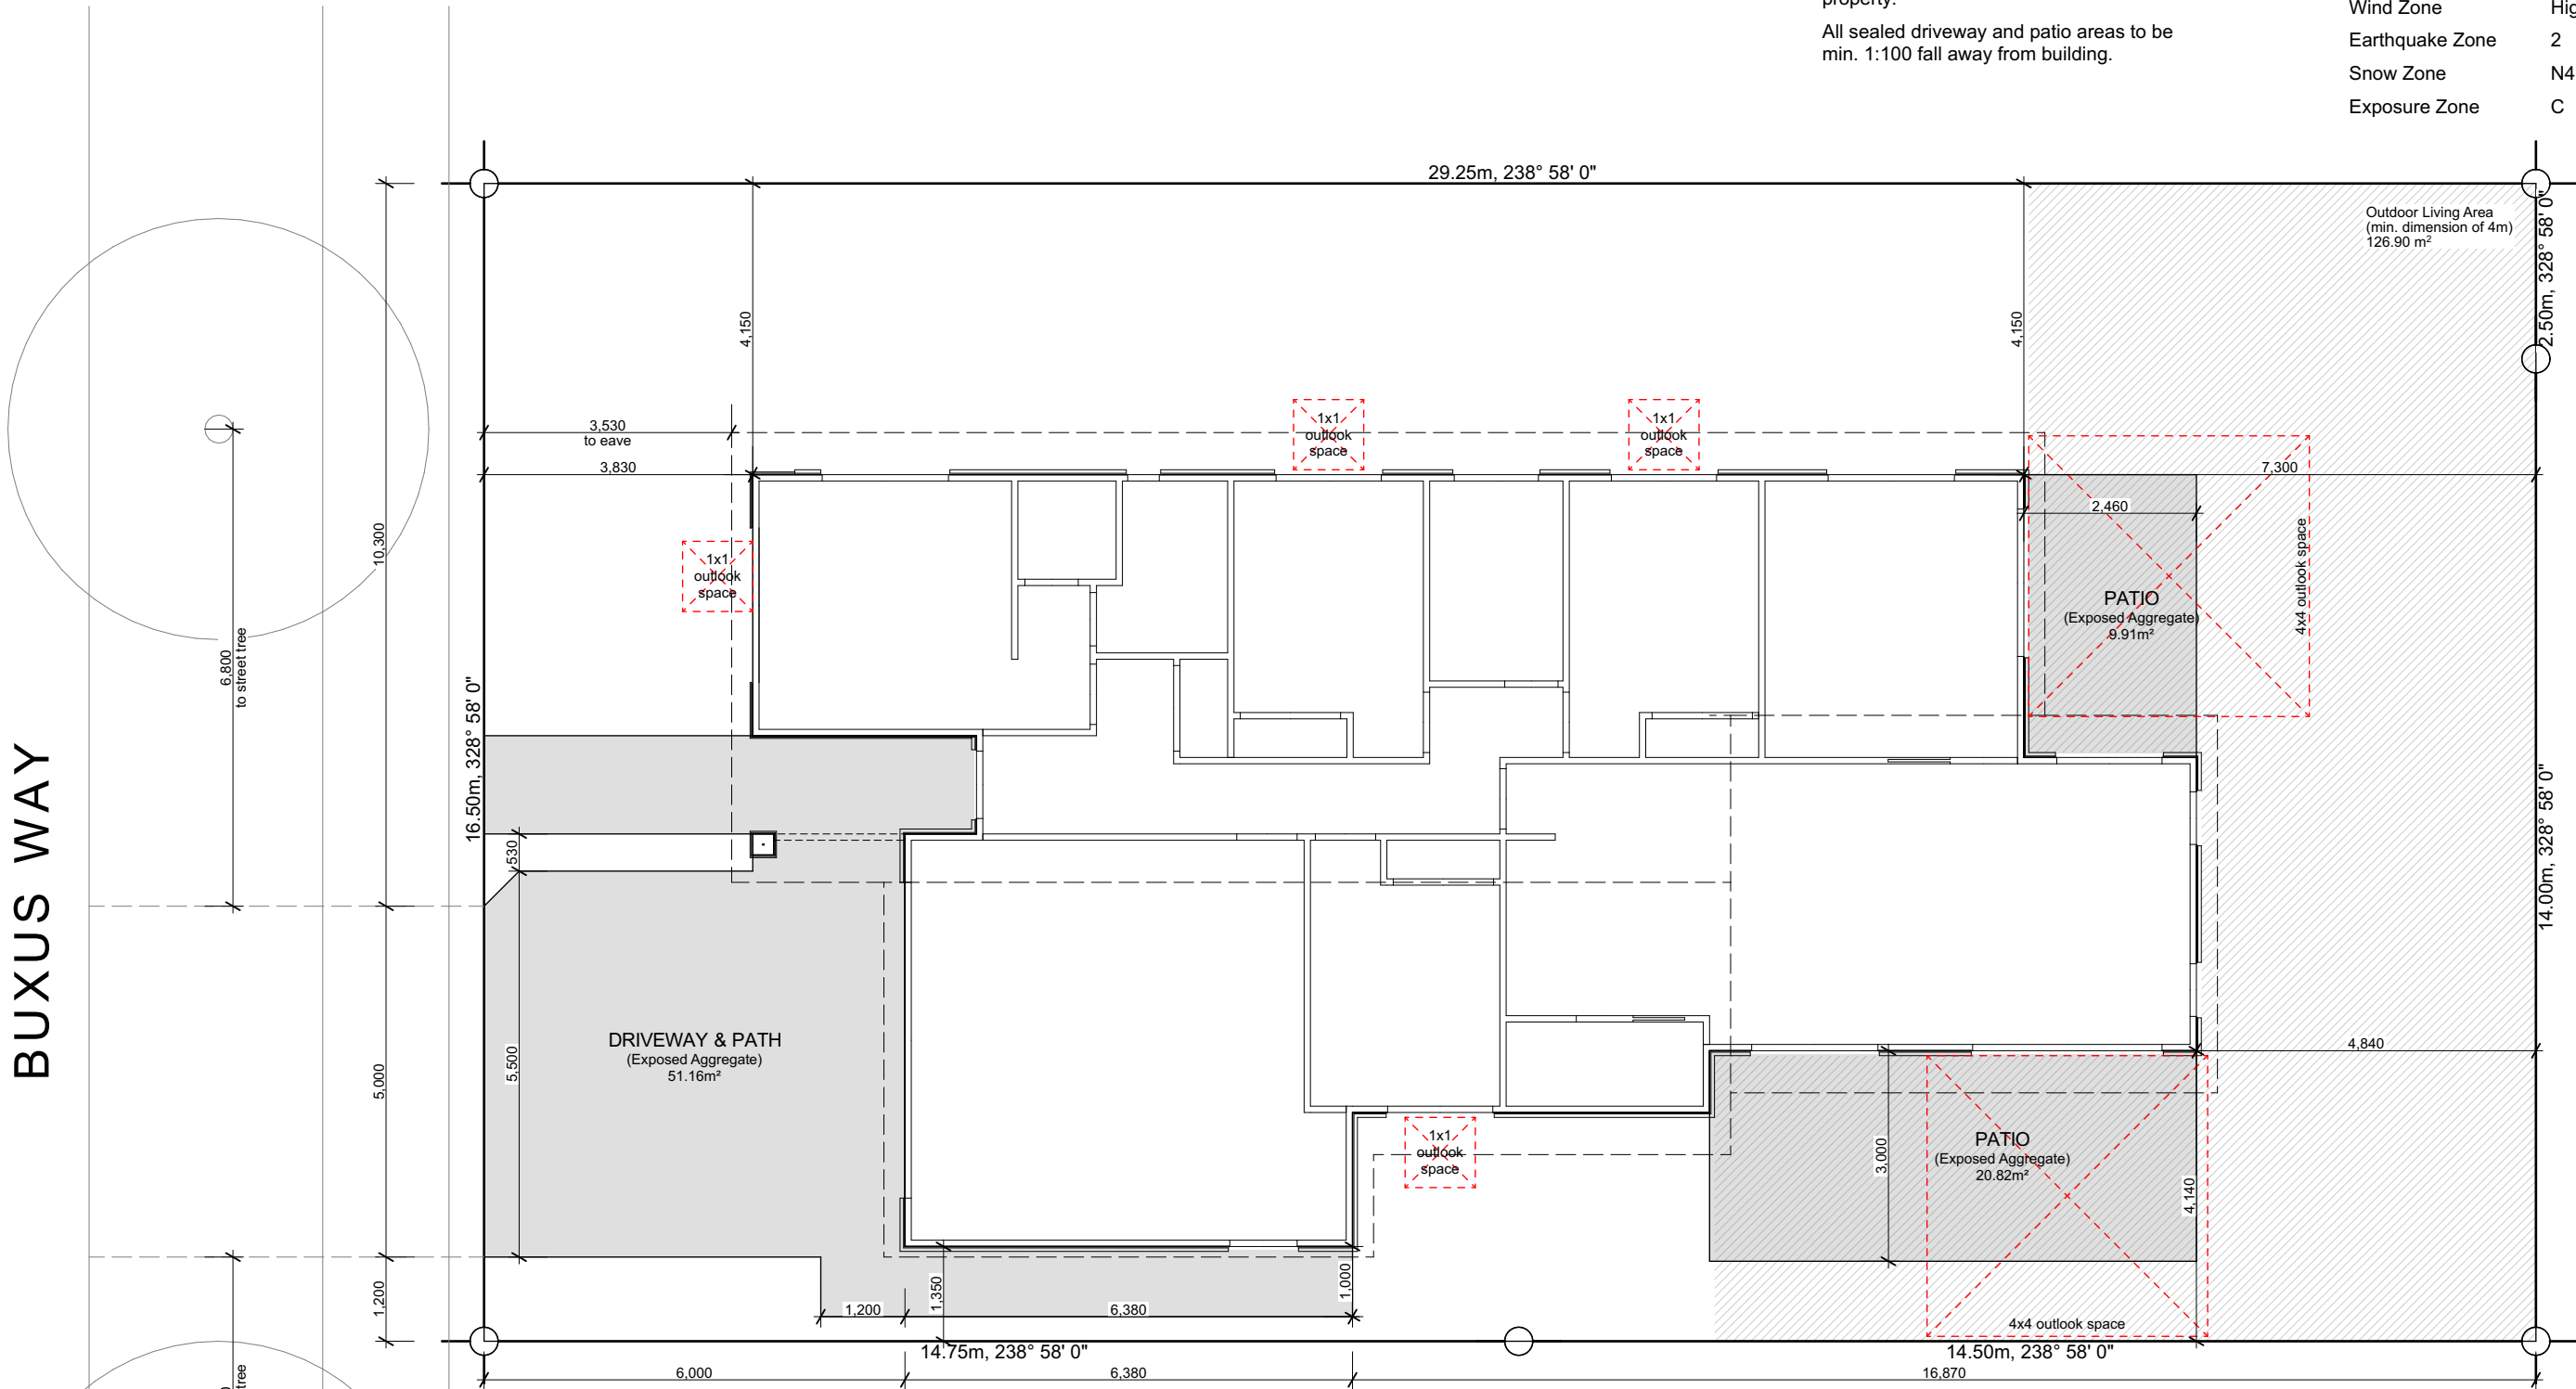 property.
All sealed driveway and patio areas to be
min. 1:100 fall away from building.
Wind Zone
Earthquake Zone 2
Snow Zone N4
Exposure Zone C
29.25m, 238° 58' 0"
Outdoor Living Area
(min. dimension of 4m)
126.90 m²
2.50m, 328° 58' 0"
4,150
4,150
1x1
outlook
space
1x1
outlook
space
3,530
to eave
3,830
7,300
2,460
10,300
1x1
outlook
space
4x4 outlook space
PATIO
(Exposed Aggregate)
9.91m²
6,800
to street tree
16.50m, 328° 58' 0"
BUXUS WAY
530
14.00m, 328° 58' 0"
DRIVEWAY & PATH
(Exposed Aggregate)
51.16m²
5,500
5,000
4,840
1x1
outlook
space
3,000
PATIO
(Exposed Aggregate)
20.82m²
4,140
1,200
1,350
1,000
1,200
6,380
4x4 outlook space
14.75m, 238° 58' 0"
14.50m, 238° 58' 0"
tree
6,000
6,380
16,870